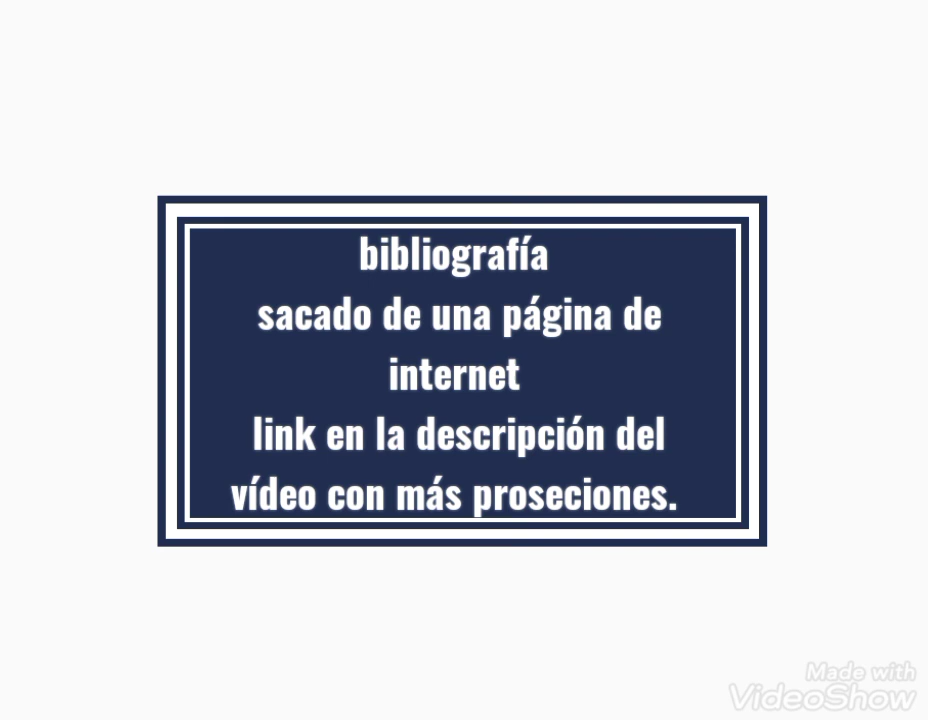 bibliografía
sacado de una página de
internet
link en la descripción del
vídeo con más proseciones.
Made with
VideoShow